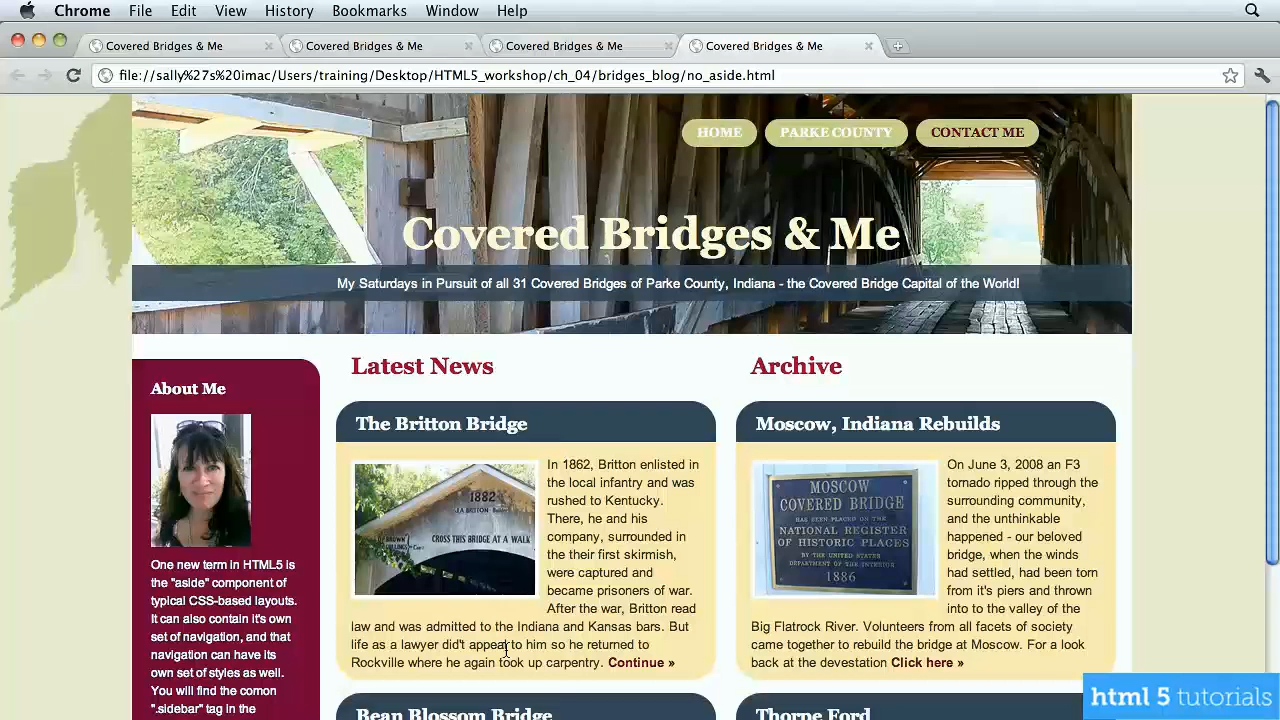 Chrome File Edit View History Bookmarks Window Help
Covered Bridges & Me
Covered Bridges & Me
Covered Bridges & Me
Covered Bridges & Me
file://sally%27s%20imac/Users/training/Desktop/HTML5_workshop/ch_04/bridges_blog/no_aside.html
HOME
PARKE COUNTY
CONTACT ME
Covered Bridges & Me
My Saturdays in Pursuit of all 31 Covered Bridges of Parke County, Indiana - the Covered Bridge Capital of the World!
About Me
One new term in HTML5 is
the "aside" component of
typical CSS-based layouts.
It can also contain it's own
set of navigation, and that
navigation can have its
own set of styles as well.
You will find the comon
".sidebar" tag in the
Latest News
The Britton Bridge
1882
J.A BRITON
CROSS THIS BRIDGE AT A WALK
In 1862, Britton enlisted in
the local infantry and was
rushed to Kentucky.
There, he and his
company, surrounded in
the their first skirmish,
were captured and
became prisoners of war.
After the war, Britton read
law and was admitted to the Indiana and Kansas bars. But
life as a lawyer did't appeal to him so he returned to
Rockville where he again took up carpentry. Continue »
Bean Blossom Bridge
Archive
Moscow, Indiana Rebuilds
MOSCOW
COVERED BRIDGE
HAS BEEN PLACED ON THE
NATIONAL REGISTER
OF HISTORIC PLACES
BY THE UNITED STATES
DEPARTMENT OF THE INTERIOR
1886
On June 3, 2008 an F3
tornado ripped through the
surrounding community,
and the unthinkable
happened - our beloved
bridge, when the winds
had settled, had been torn
from it's piers and thrown
into to the valley of the
Big Flatrock River. Volunteers from all facets of society
came together to rebuild the bridge at Moscow. For a look
back at the devestation Click here »
Thorpe Ford
html 5 tutorials